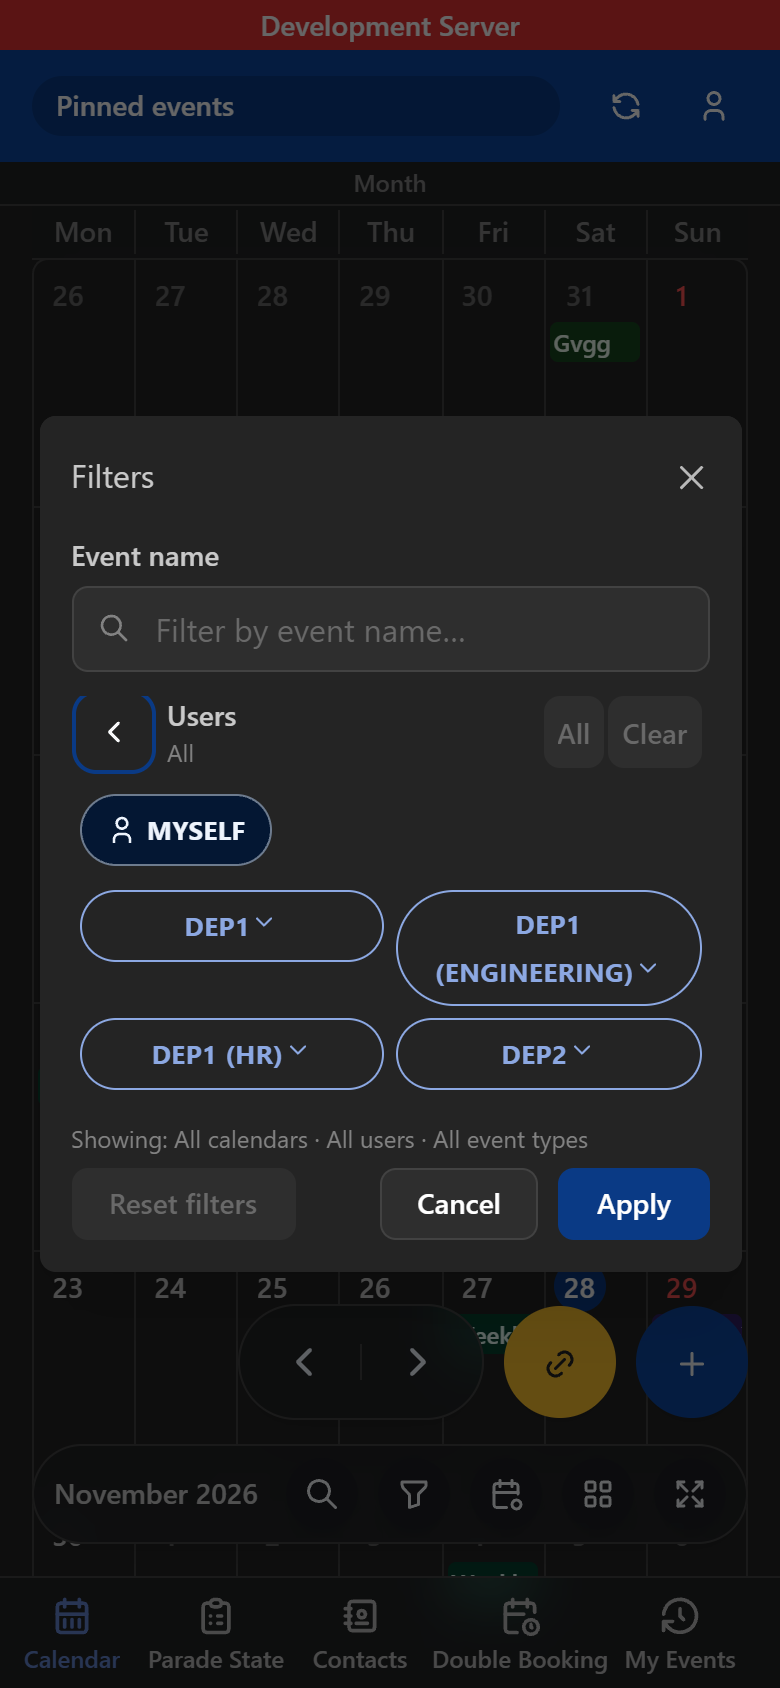 Development Server
Pinned events
Month
Mon Tue Wed Thu Fri Sat Sun
26 27 28 29 30 31 1
Gvgg
Filters
Event name
Filter by event name...
Users
All
All Clear
MYSELF
DEP1
DEP1
(ENGINEERING)
DEP1 (HR)
DEP2
Showing: All calendars · All users · All event types
Reset filters Cancel Apply
23 24 25 26 27 28 29
November 2026
Calendar Parade State Contacts Double Booking My Events